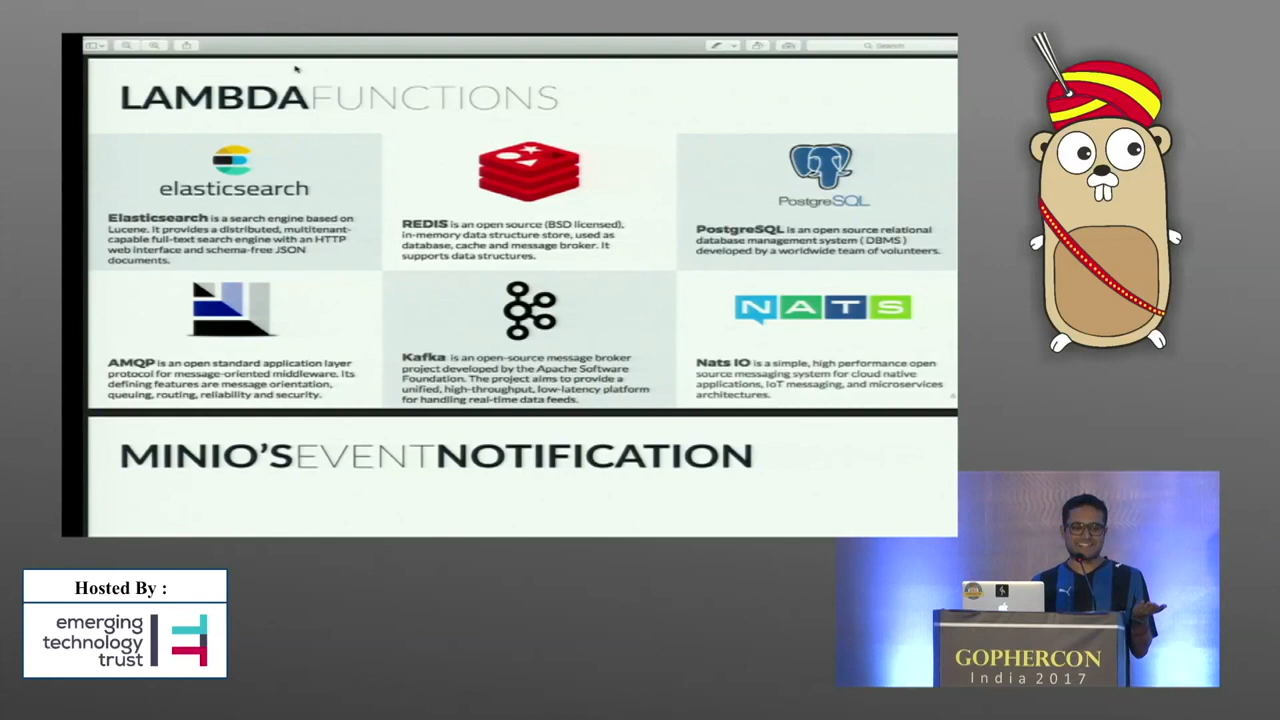 Search
LAMBDAFUNCTIONS
elasticsearch
Elasticsearch is a search engine based on
Lucene. It provides a distributed, multitenant-
capable full-text search engine with an HTTP
web interface and schema-free JSON
documents.
REDIS is an open source (BSD licensed),
in-memory data structure store, used as
database, cache and message broker. It
supports data structures.
PostgreSQL
PostgreSQL is an open source relational
database management system ( DBMS )
developed by a worldwide team of volunteers.
AMQP is an open standard application layer
protocol for message-oriented middleware. Its
defining features are message orientation,
queuing, routing, reliability and security.
Kafka is an open-source message broker
project developed by the Apache Software
Foundation. The project aims to provide a
unified, high-throughput, low-latency platform
for handling real-time data feeds.
NATS
Nats IO is a simple, high performance open
source messaging system for cloud native
applications, IoT messaging, and microservices
architectures.
MINIO'SEVENTNOTIFICATION
Hosted By :
emerging
technology
trust
GOPHERCON
India 2017